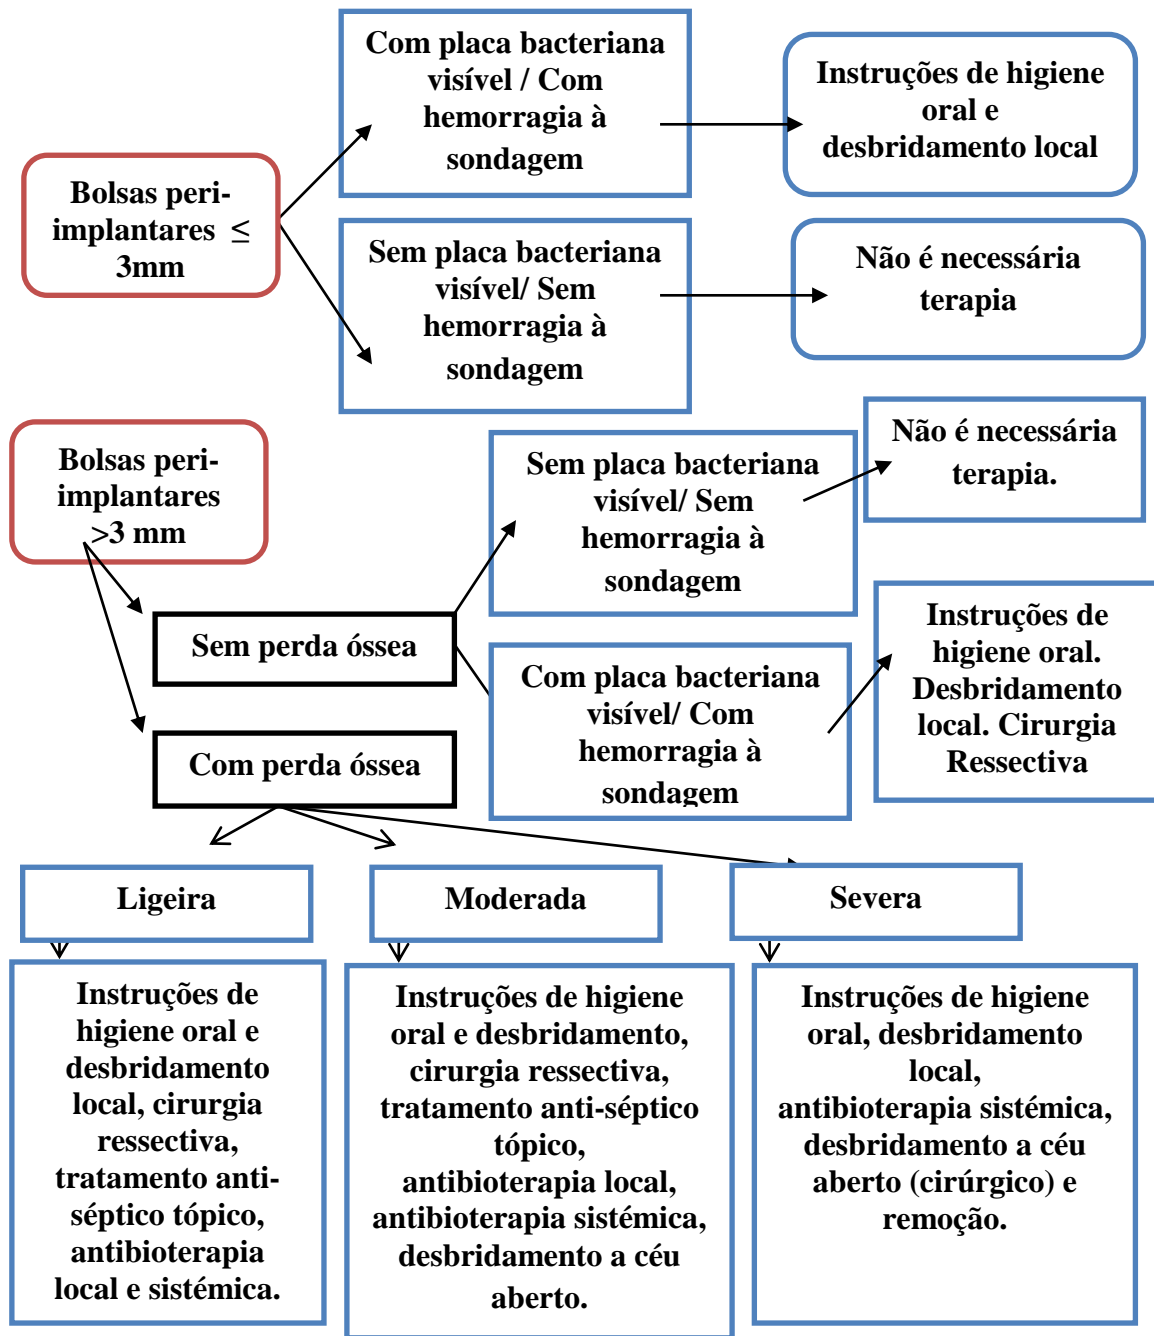 Com placa bacteriana
visível / Com
hemorragia à
sondagem
Instruções de higiene
oral e
desbridamento local
Bolsas peri-
implantares ≤
3mm
Sem placa bacteriana
visível/ Sem
hemorragia à
sondagem
Não é necessária
terapia
Bolsas peri-
implantares
>3 mm
Sem placa bacteriana
visível/ Sem
hemorragia à
sondagem
Não é necessária
terapia.
Sem perda óssea
Com placa bacteriana
visível/ Com
hemorragia à
sondagem
Instruções de
higiene oral.
Desbridamento
local. Cirurgia
Ressectiva
Com perda óssea
Ligeira
Moderada
Severa
Instruções de
higiene oral e
desbridamento
local, cirurgia
ressectiva,
tratamento anti-
séptico tópico,
antibioterapia
local e sistémica.
Instruções de higiene
oral e desbridamento,
cirurgia ressectiva,
tratamento anti-séptico
tópico,
antibioterapia local,
antibioterapia sistémica,
desbridamento a céu
aberto.
Instruções de higiene
oral, desbridamento
local,
antibioterapia sistémica,
desbridamento a céu
aberto (cirúrgico) e
remoção.